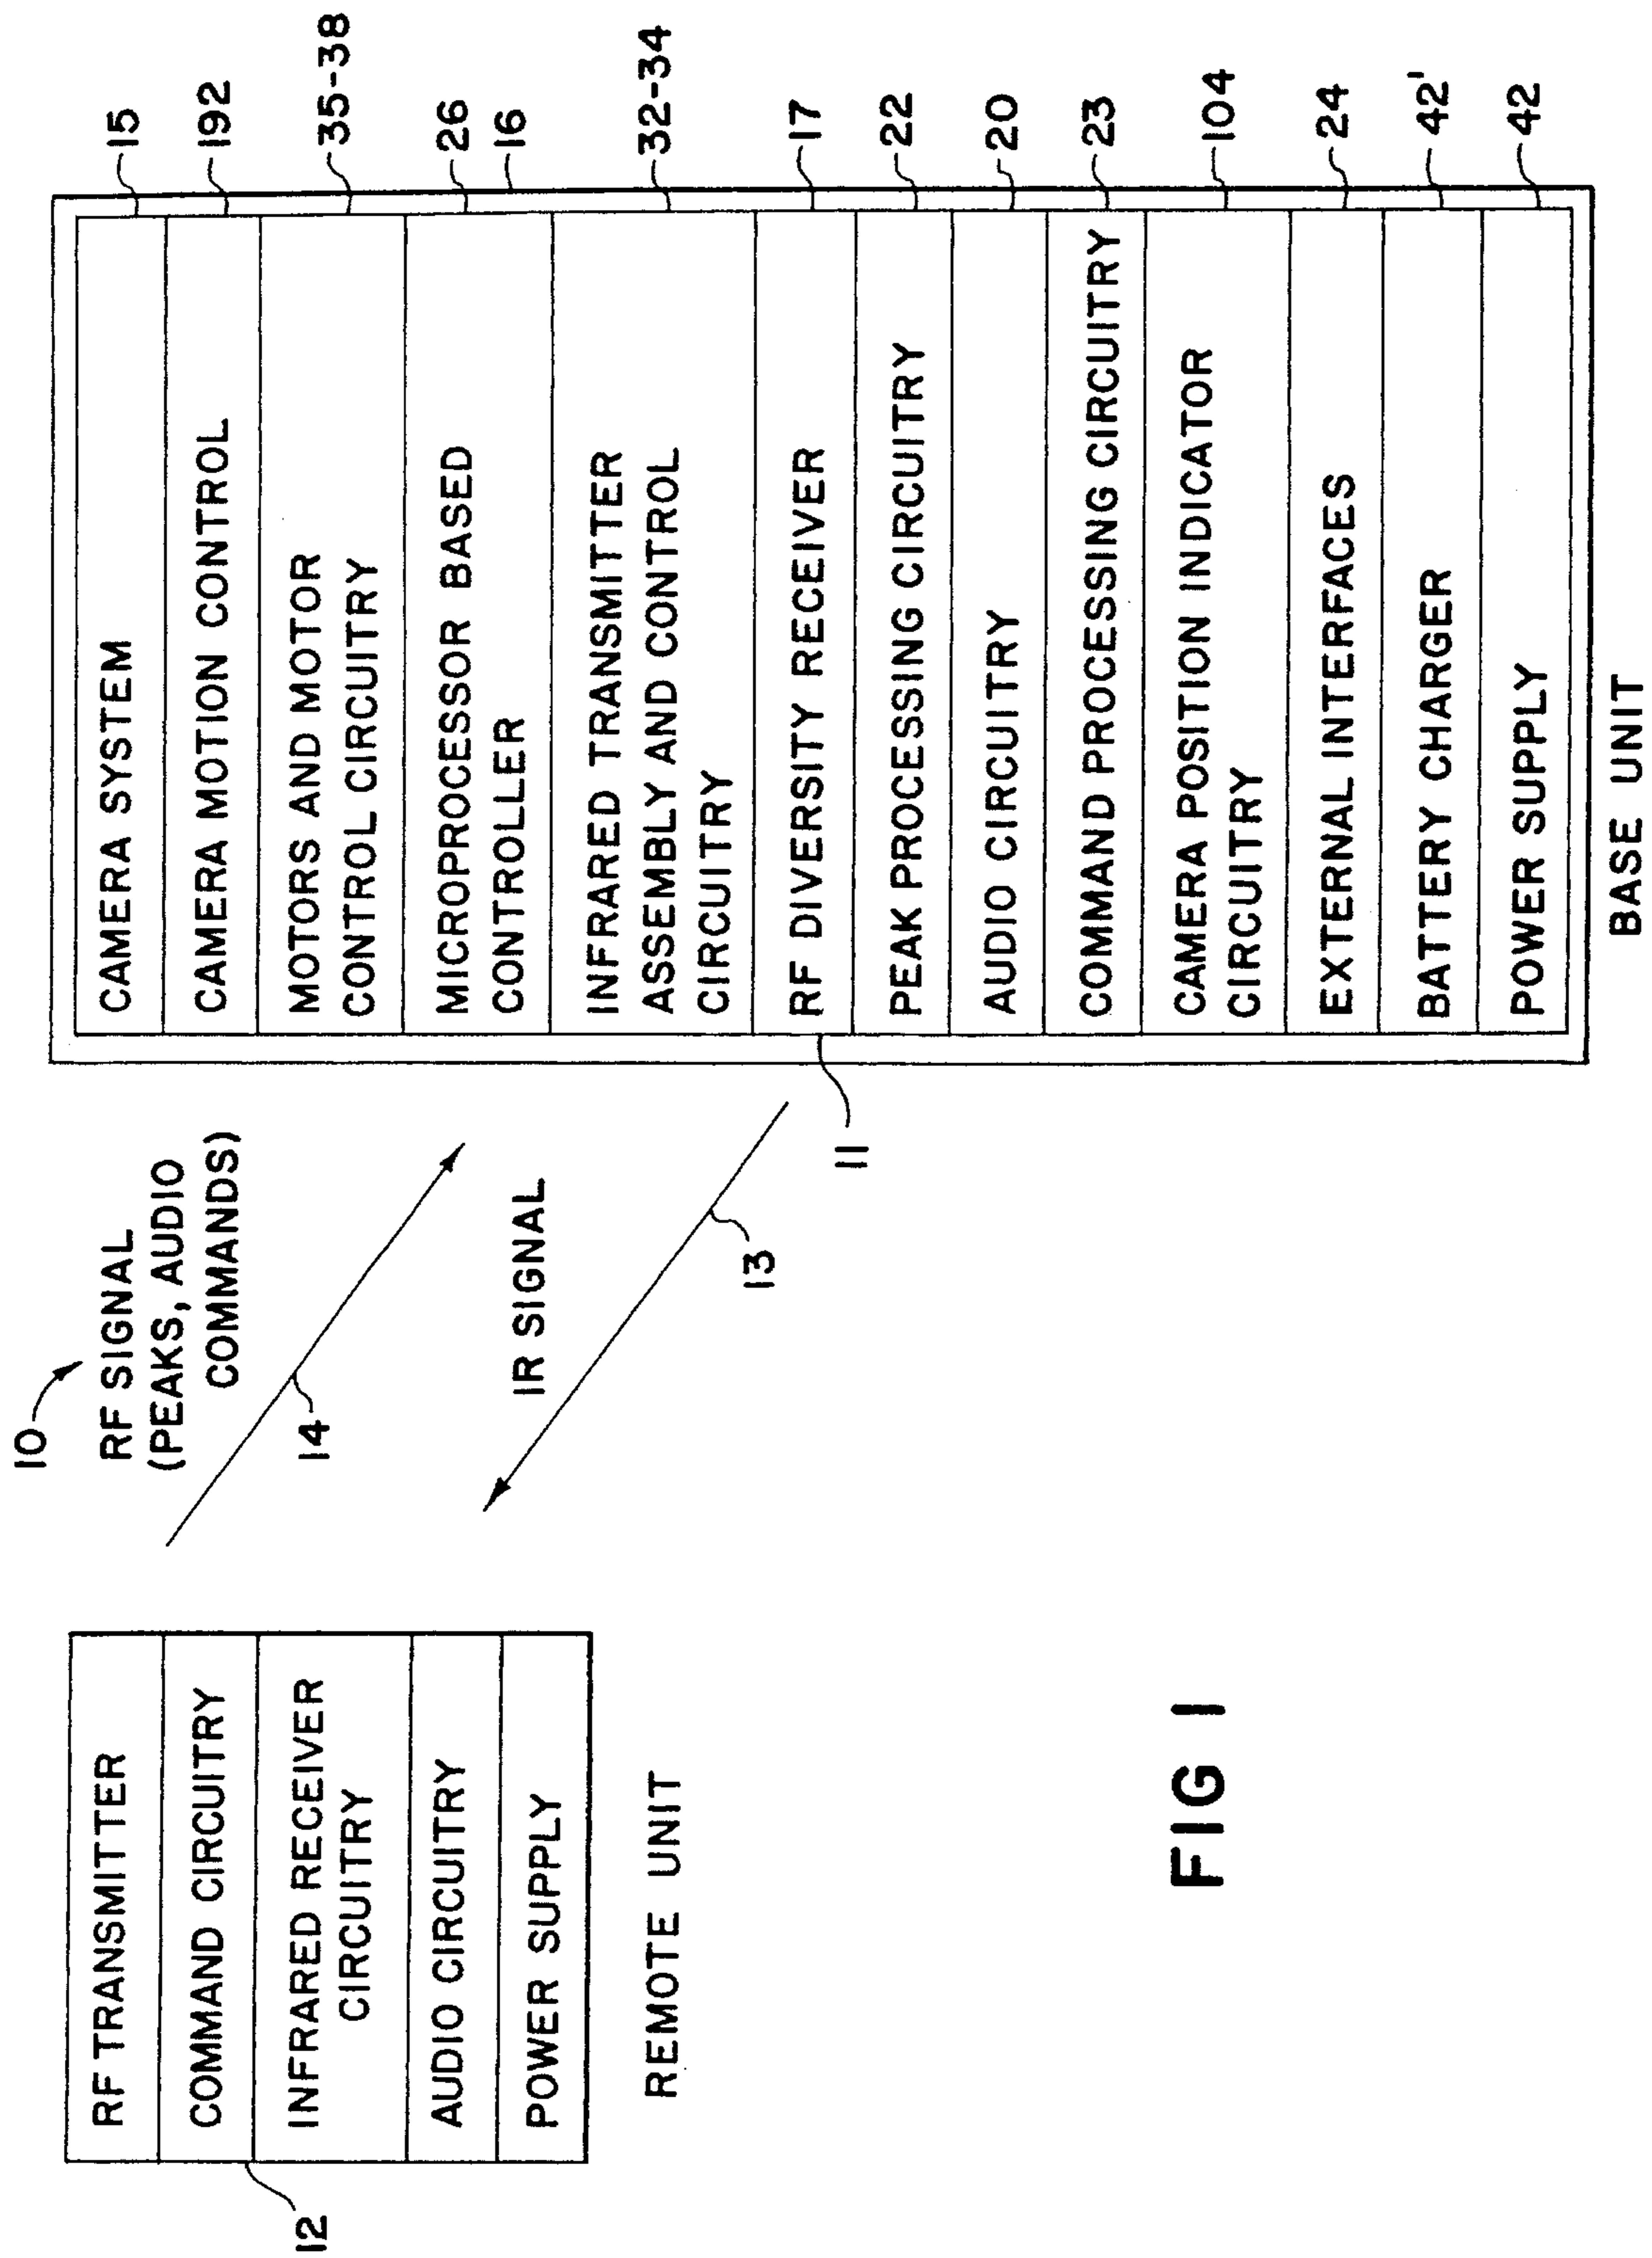 10
RF SIGNAL
(PEAKS, AUDIO
COMMANDS)
14
IR SIGNAL
13
RF TRANSMITTER
COMMAND CIRCUITRY
INFRARED RECEIVER
CIRCUITRY
AUDIO CIRCUITRY
POWER SUPPLY
12
REMOTE UNIT
CAMERA SYSTEM
15
CAMERA MOTION CONTROL
192
MOTORS AND MOTOR
CONTROL CIRCUITRY
35-38
MICROPROCESSOR BASED
CONTROLLER
26
16
INFRARED TRANSMITTER
ASSEMBLY AND CONTROL
CIRCUITRY
32-34
RF DIVERSITY RECEIVER
17
11
PEAK PROCESSING CIRCUITRY
22
AUDIO CIRCUITRY
20
COMMAND PROCESSING CIRCUITRY
23
CAMERA POSITION INDICATOR
CIRCUITRY
104
EXTERNAL INTERFACES
24
BATTERY CHARGER
42'
POWER SUPPLY
42
BASE UNIT
FIG 1